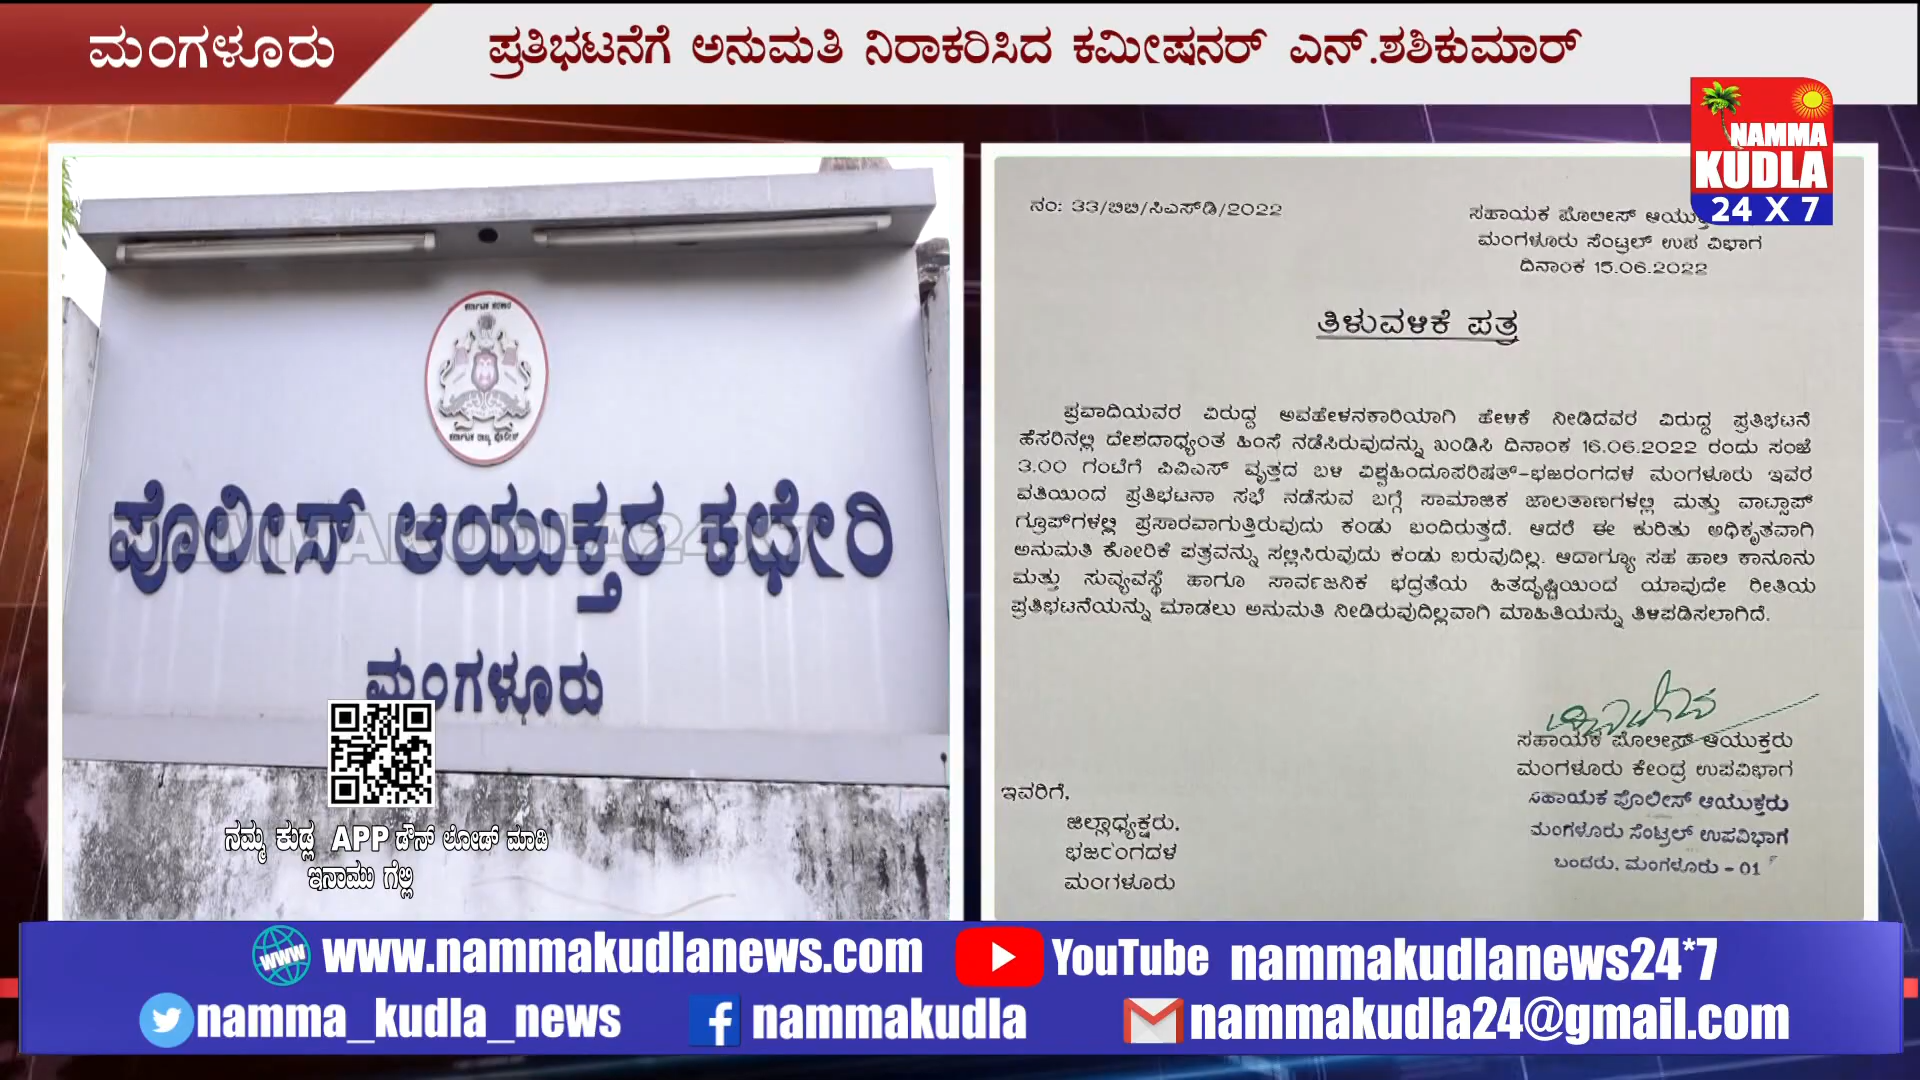 ಮಂಗಳೂರು
ಪ್ರತಿಭಟನೆಗೆ ಅನುಮತಿ ನಿರಾಕರಿಸಿದ ಕಮೀಷನರ್ ಎನ್.ಶಶಿಕುಮಾರ್
NAMMA
KUDLA
24 X 7
ಕರ್ನಾಟಕ ರಾಜ್ಯ ಪೊಲೀಸ್
ಪೊಲೀಸ್ ಆಯುಕ್ತರ ಕಛೇರಿ
NAMMAKUDLA24X7
ಮಂಗಳೂರು
ನಮ್ಮ ಕುಡ್ಲ APP ಡೌನ್ ಲೋಡ್ ಮಾಡಿ
ಇನಾಮು ಗೆಲ್ಲಿ
ನಂ: 33/ಬಿಬಿ/ಸಿಎಸ್‌ಡಿ/2022
ಸಹಾಯಕ ಪೊಲೀಸ್
ಮಂಗಳೂರು ಸೆಂಟ್ರಲ್ ಉಪ ವಿಭಾಗ
ದಿನಾಂಕ 15.06.2022
ತಿಳುವಳಿಕೆ ಪತ್ರ
ಪ್ರವಾದಿಯವರ ವಿರುದ್ಧ ಅವಹೇಳನಕಾರಿಯಾಗಿ ಹೇಳಿಕೆ ನೀಡಿದವರ ವಿರುದ್ಧ ಪ್ರತಿಭಟನೆ
ಹೆಸರಿನಲ್ಲಿ ದೇಶದಾಧ್ಯಂತ ಹಿಂಸೆ ನಡೆಸಿರುವುದನ್ನು ಖಂಡಿಸಿ ದಿನಾಂಕ 16.06.2022 ರಂದು ಸಂಜೆ
3.00 ಗಂಟೆಗೆ ಪಿವಿಎಸ್ ವೃತ್ತದ ಬಳಿ ವಿಶ್ವಹಿಂದೂಪರಿಷತ್-ಭಜರಂಗದಳ ಮಂಗಳೂರು ಇವರ
ವತಿಯಿಂದ ಪ್ರತಿಭಟನಾ ಸಭೆ ನಡೆಸುವ ಬಗ್ಗೆ ಸಾಮಾಜಿಕ ಜಾಲತಾಣಗಳಲ್ಲಿ ಮತ್ತು ವಾಟ್ಸಾಪ್
ಗ್ರೂಪ್‌ಗಳಲ್ಲಿ ಪ್ರಸಾರವಾಗುತ್ತಿರುವುದು ಕಂಡು ಬಂದಿರುತ್ತದೆ. ಆದರೆ ಈ ಕುರಿತು ಅಧಿಕೃತವಾಗಿ
ಅನುಮತಿ ಕೋರಿಕೆ ಪತ್ರವನ್ನು ಸಲ್ಲಿಸಿರುವುದು ಕಂಡು ಬರುವುದಿಲ್ಲ. ಆದಾಗ್ಯೂ ಸಹ ಹಾಲಿ ಕಾನೂನು
ಮತ್ತು ಸುವ್ಯವಸ್ಥೆ ಹಾಗೂ ಸಾರ್ವಜನಿಕ ಭದ್ರತೆಯ ಹಿತದೃಷ್ಟಿಯಿಂದ ಯಾವುದೇ ರೀತಿಯ
ಪ್ರತಿಭಟನೆಯನ್ನು ಮಾಡಲು ಅನುಮತಿ ನೀಡಿರುವುದಿಲ್ಲವಾಗಿ ಮಾಹಿತಿಯನ್ನು ತಿಳಿಪಡಿಸಲಾಗಿದೆ.
ಸಹಾಯಕ ಪೊಲೀಸ್ ಆಯುಕ್ತರು
ಮಂಗಳೂರು ಕೇಂದ್ರ ಉಪವಿಭಾಗ
ಸಹಾಯಕ ಪೊಲೀಸ್ ಆಯುಕ್ತರು
ಮಂಗಳೂರು ಸೆಂಟ್ರಲ್ ಉಪವಿಭಾಗ
ಬಂದರು, ಮಂಗಳೂರು - 01
ಇವರಿಗೆ,
ಜಿಲ್ಲಾಧ್ಯಕ್ಷರು,
ಭಜರಂಗದಳ
ಮಂಗಳೂರು
www.nammakudlanews.com
YouTube nammakudlanews24*7
namma_kudla_news
nammakudla
nammakudla24@gmail.com